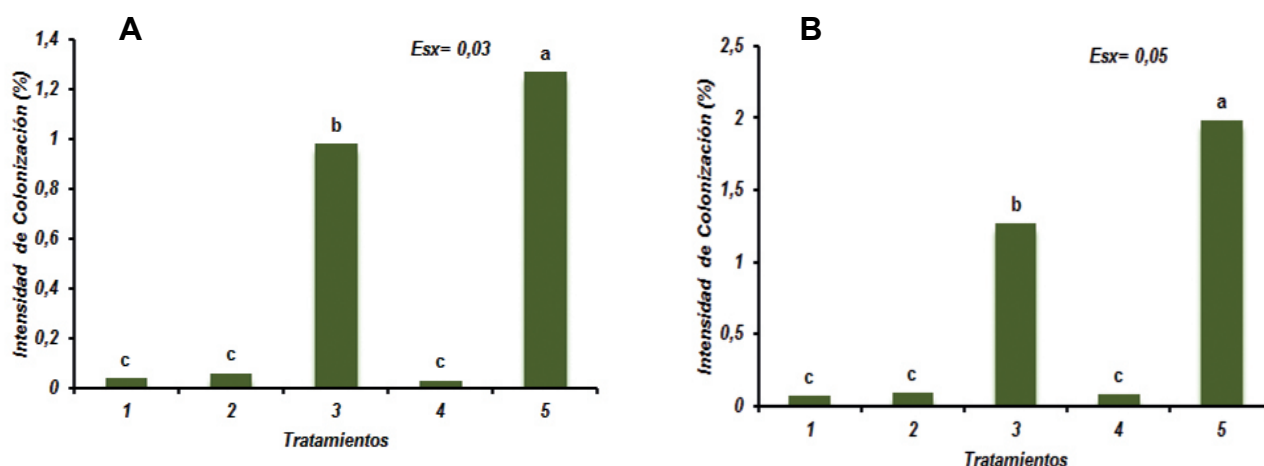 A
Esx= 0,03
Intensidad de Colonización (%)
1,4
1,2
1
0,8
0,6
0,4
0,2
0
c
c
b
c
a
1 2 3 4 5
Tratamientos
B
Esx= 0,05
Intensidad de Colonización (%)
2,5
2
1,5
1
0,5
0
c
c
b
c
a
1 2 3 4 5
Tratamientos